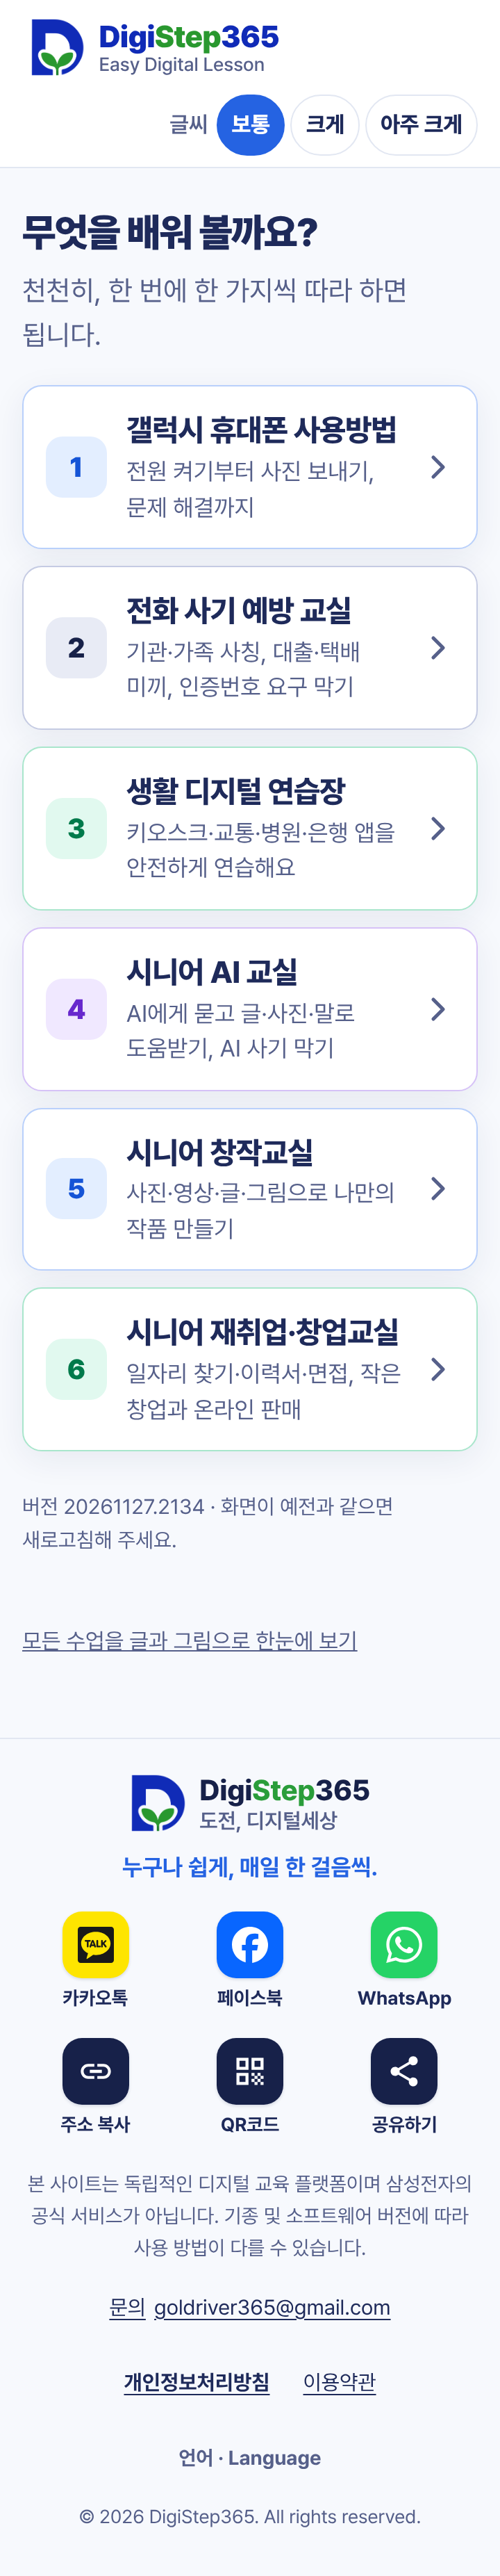 DigiStep365
Easy Digital Lesson
글씨 보통 크게 아주 크게
무엇을 배워 볼까요?
천천히, 한 번에 한 가지씩 따라 하면
됩니다.
1
갤럭시 휴대폰 사용방법
전원 켜기부터 사진 보내기,
문제 해결까지
2
전화 사기 예방 교실
기관·가족 사칭, 대출·택배
미끼, 인증번호 요구 막기
3
생활 디지털 연습장
키오스크·교통·병원·은행 앱을
안전하게 연습해요
4
시니어 AI 교실
AI에게 묻고 글·사진·말로
도움받기, AI 사기 막기
5
시니어 창작교실
사진·영상·글·그림으로 나만의
작품 만들기
6
시니어 재취업·창업교실
일자리 찾기·이력서·면접, 작은
창업과 온라인 판매
버전 20261127.2134 · 화면이 예전과 같으면
새로고침해 주세요.
모든 수업을 글과 그림으로 한눈에 보기
DigiStep365
도전, 디지털세상
누구나 쉽게, 매일 한 걸음씩.
TALK
카카오톡 페이스북 WhatsApp
주소 복사 QR코드 공유하기
본 사이트는 독립적인 디지털 교육 플랫폼이며 삼성전자의
공식 서비스가 아닙니다. 기종 및 소프트웨어 버전에 따라
사용 방법이 다를 수 있습니다.
문의 goldriver365@gmail.com
개인정보처리방침 이용약관
언어 · Language
© 2026 DigiStep365. All rights reserved.